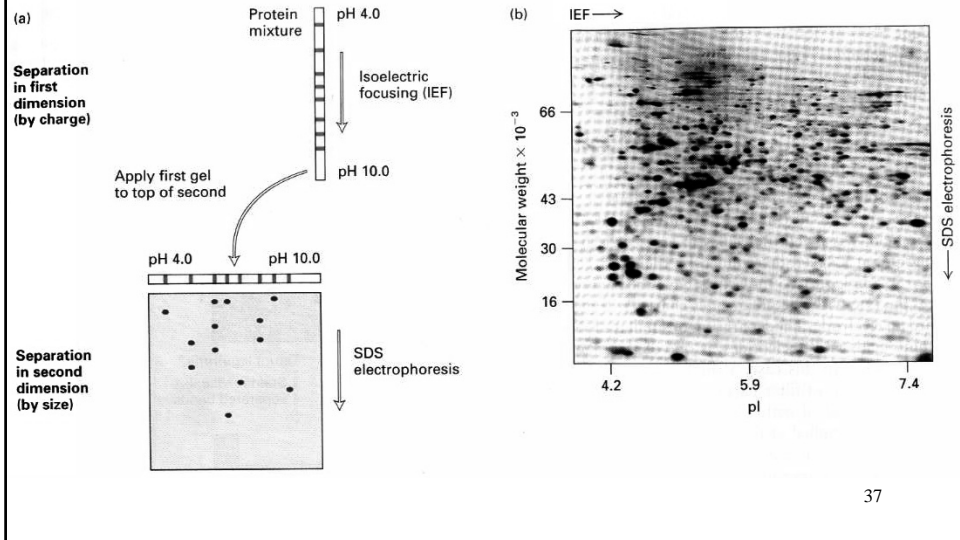 (a)
Protein
mixture
pH 4.0
Separation
in first
dimension
(by charge)
Isoelectric
focusing (IEF)
pH 10.0
Apply first gel
to top of second
pH 4.0
pH 10.0
Separation
in second
dimension
(by size)
SDS
electrophoresis
(b)
IEF
Molecular weight × 10⁻³
66
43
30
16
SDS electrophoresis
4.2
5.9
7.4
pI
37